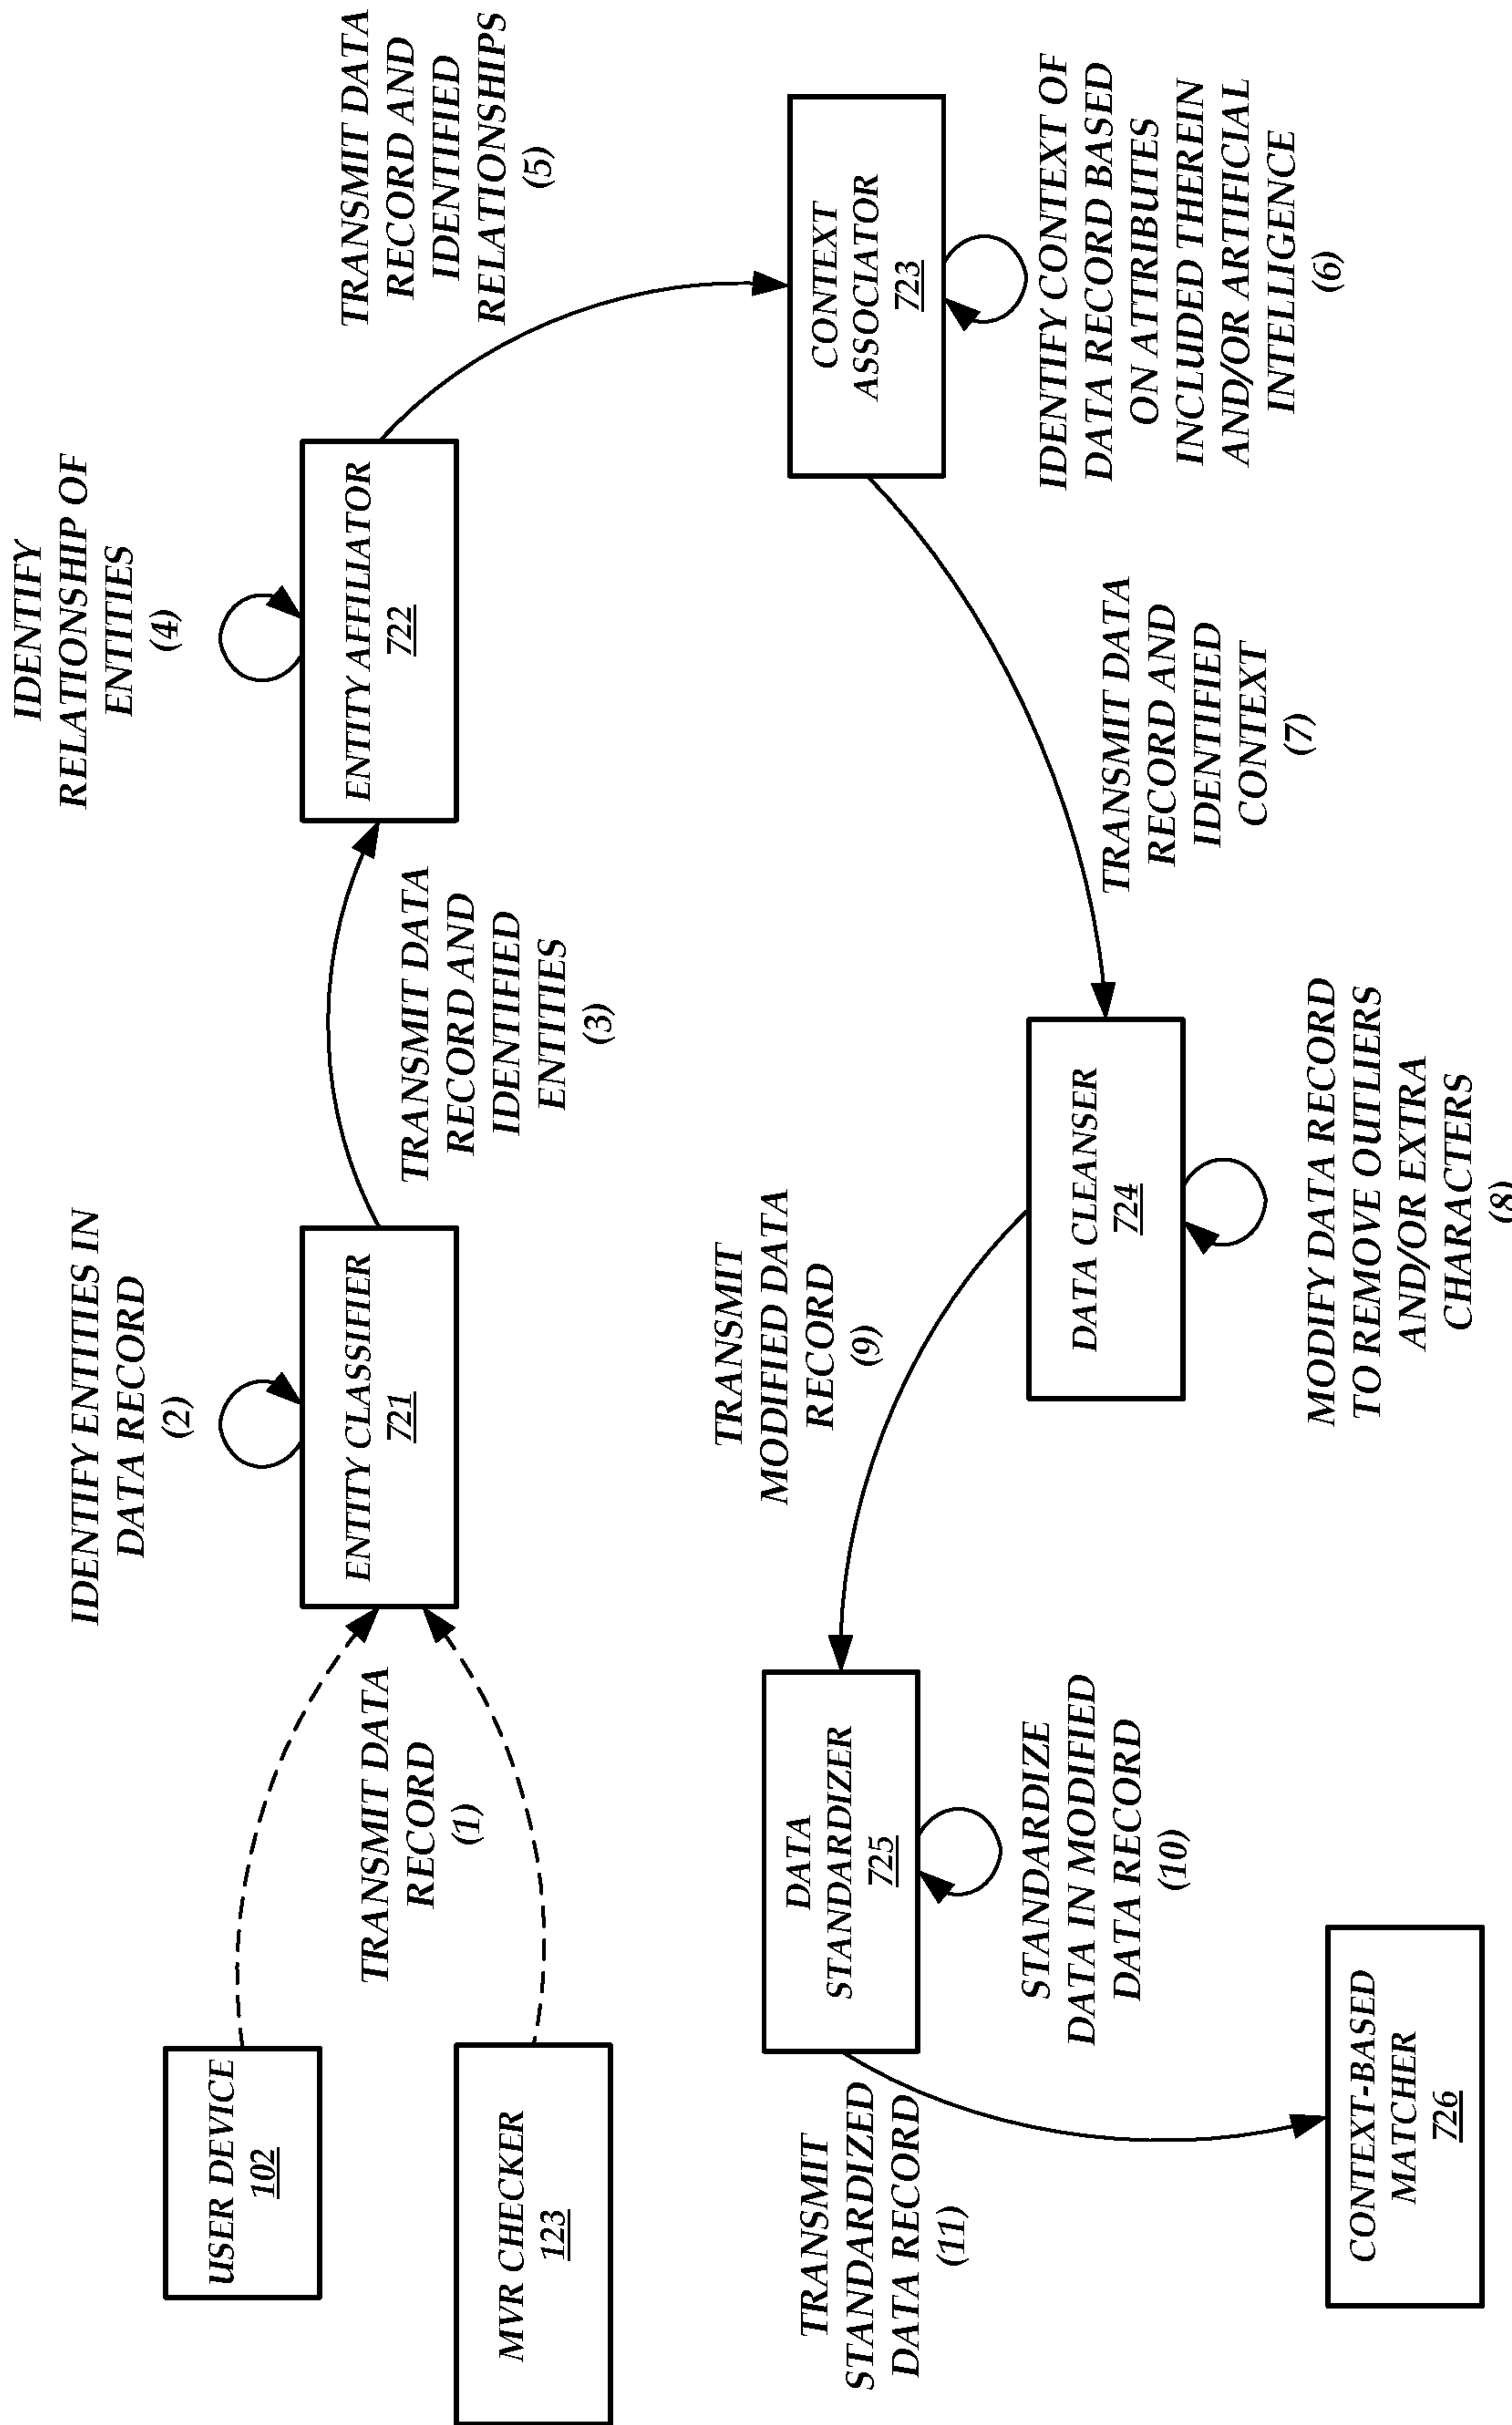 USER DEVICE
102
MVR CHECKER
123
TRANSMIT DATA
RECORD
(1)
IDENTIFY ENTITIES IN
DATA RECORD
(2)
ENTITY CLASSIFIER
721
TRANSMIT DATA
RECORD AND
IDENTIFIED
ENTITIES
(3)
IDENTIFY
RELATIONSHIP OF
ENTITIES
(4)
ENTITY AFFILIATOR
722
TRANSMIT DATA
RECORD AND
IDENTIFIED
RELATIONSHIPS
(5)
CONTEXT
ASSOCIATOR
723
IDENTIFY CONTEXT OF
DATA RECORD BASED
ON ATTRIBUTES
INCLUDED THEREIN
AND/OR ARTIFICIAL
INTELLIGENCE
(6)
TRANSMIT DATA
RECORD AND
IDENTIFIED
CONTEXT
(7)
DATA CLEANSER
724
MODIFY DATA RECORD
TO REMOVE OUTLIERS
AND/OR EXTRA
CHARACTERS
(8)
TRANSMIT
MODIFIED DATA
RECORD
(9)
DATA
STANDARDIZER
725
STANDARDIZE
DATA IN MODIFIED
DATA RECORD
(10)
TRANSMIT
STANDARDIZED
DATA RECORD
(11)
CONTEXT-BASED
MATCHER
726